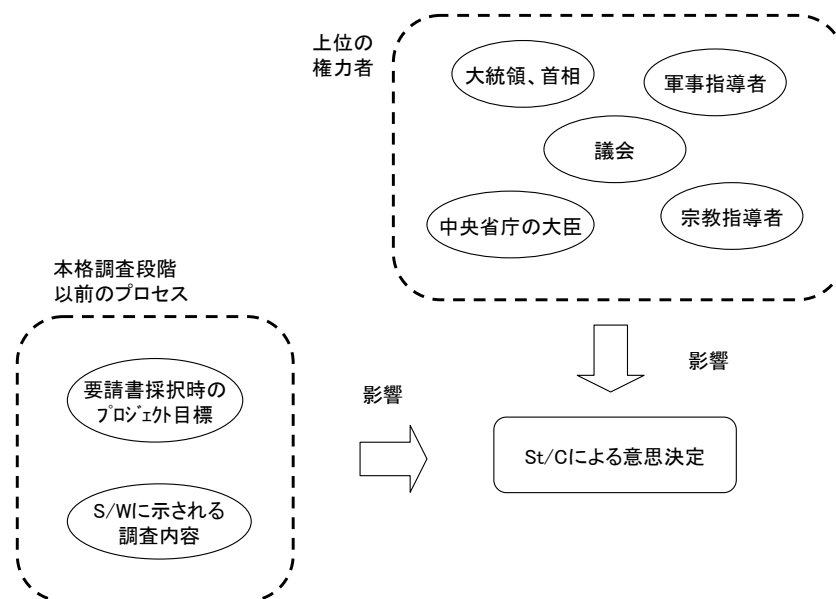 上位の
権力者
大統領、首相
軍事指導者
議会
中央省庁の大臣
宗教指導者
本格調査段階
以前のプロセス
要請書採択時の
ﾌﾟﾛｼﾞｪｸﾄ目標
S/Wに示される
調査内容
影響
影響
St/Cによる意思決定